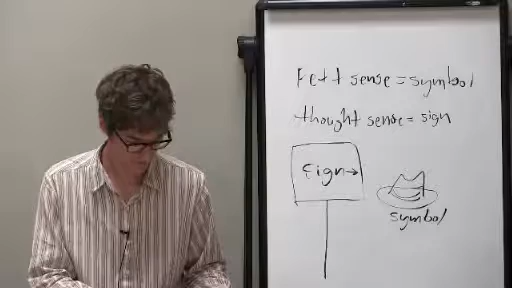 Felt sense = symbol
thought sense = sign
Sign →
symbol